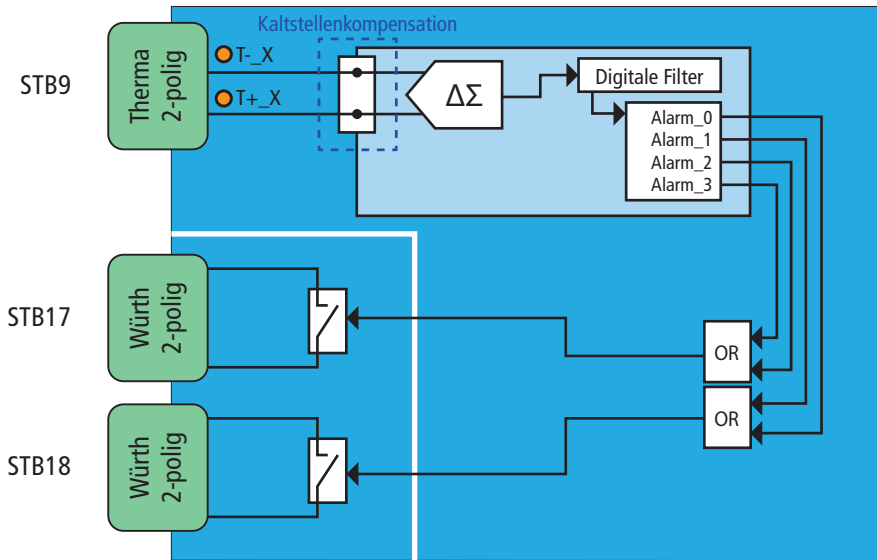 Kaltstellenkompensation
STB9
Therma
2-polig
T-_X
T+_X
ΔΣ
Digitale Filter
Alarm_0
Alarm_1
Alarm_2
Alarm_3
STB17
Würth
2-polig
OR
STB18
Würth
2-polig
OR